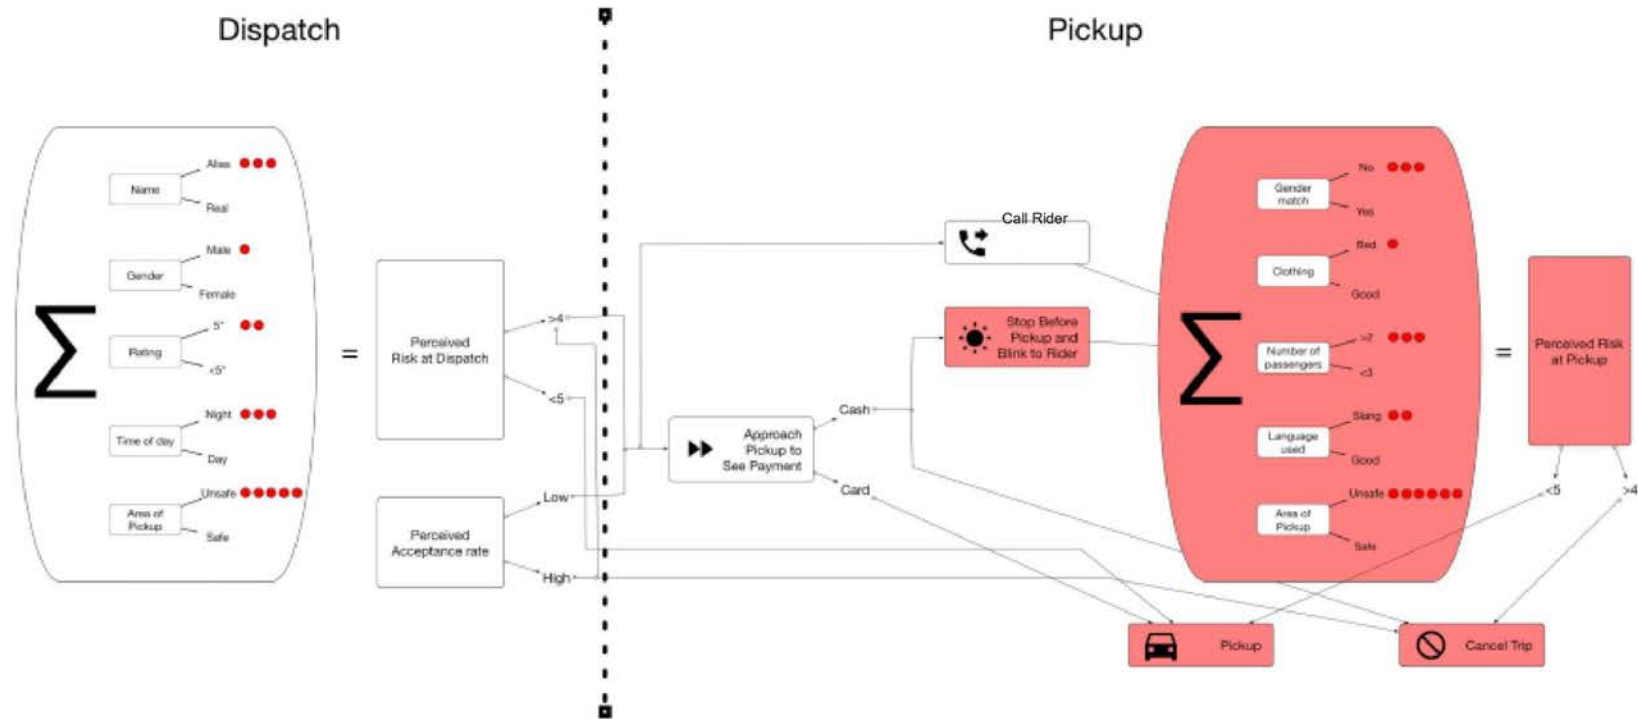 Dispatch
Pickup
Name
Alias
Real
Gender
Male
Female
Rating
5*
<5*
Time of day
Night
Day
Area of
Pickup
Unsafe
Safe
Σ
=
Perceived
Risk at Dispatch
>4
<5
Perceived
Acceptance rate
Low
High
Approach
Pickup to
See Payment
Cash
Card
Call Rider
Stop Before
Pickup and
Blink to Rider
Σ
Gender
match
No
Yes
Clothing
Bad
Good
Number of
passengers
<3
Language
used
Slang
Good
Area of
Pickup
Unsafe
Safe
=
Perceived Risk
at Pickup
<5
>4
Pickup
Cancel Trip